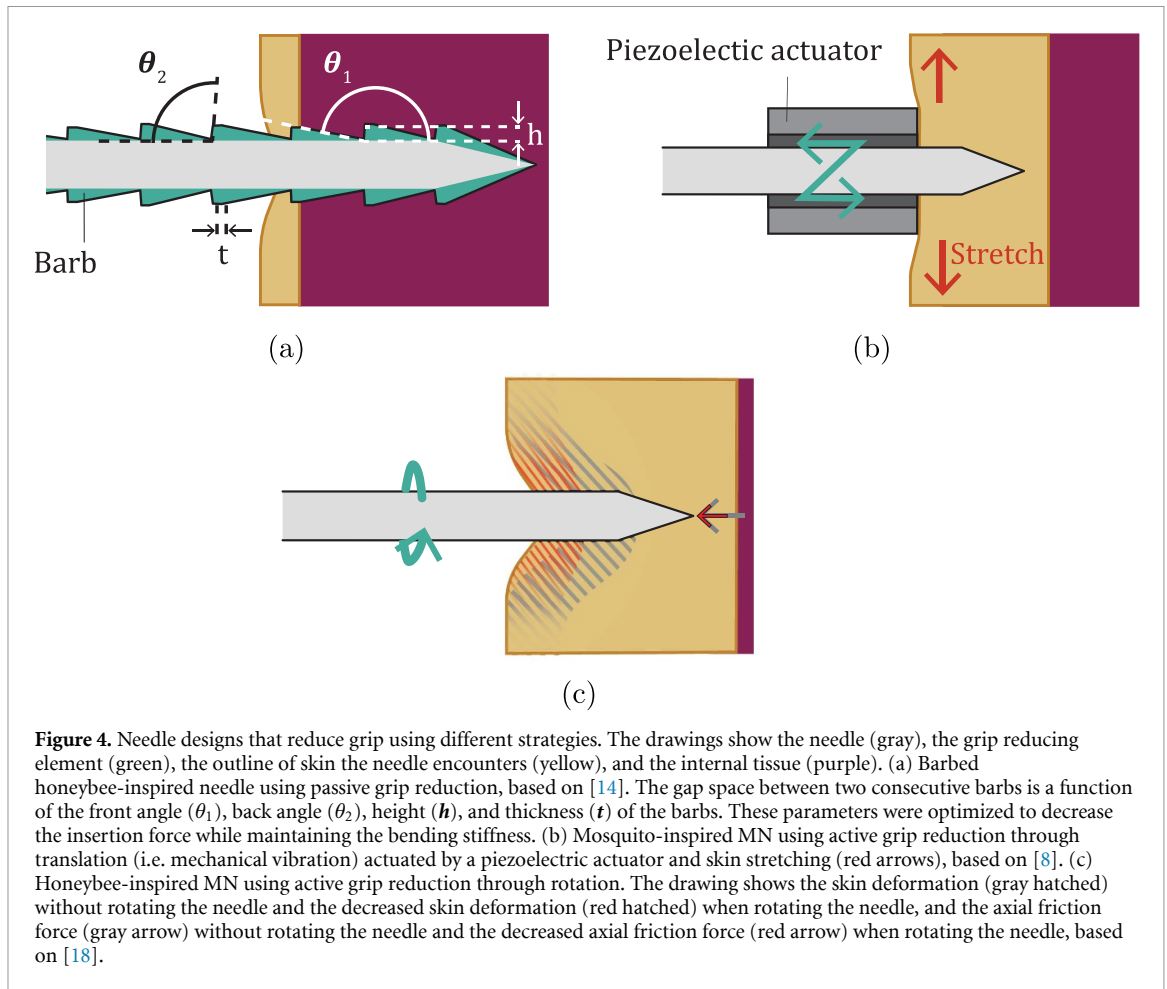 θ₂
θ₁
h
t
Barb
(a)
Piezoelectic actuator
Stretch
(b)
(c)
Figure 4. Needle designs that reduce grip using different strategies. The drawings show the needle (gray), the grip reducing
element (green), the outline of skin the needle encounters (yellow), and the internal tissue (purple). (a) Barbed
honeybee-inspired needle using passive grip reduction, based on [14]. The gap space between two consecutive barbs is a function
of the front angle (θ₁), back angle (θ₂), height (h), and thickness (t) of the barbs. These parameters were optimized to decrease
the insertion force while maintaining the bending stiffness. (b) Mosquito-inspired MN using active grip reduction through
translation (i.e. mechanical vibration) actuated by a piezoelectric actuator and skin stretching (red arrows), based on [8]. (c)
Honeybee-inspired MN using active grip reduction through rotation. The drawing shows the skin deformation (gray hatched)
without rotating the needle and the decreased skin deformation (red hatched) when rotating the needle, and the axial friction
force (gray arrow) without rotating the needle and the decreased axial friction force (red arrow) when rotating the needle, based
on [18].